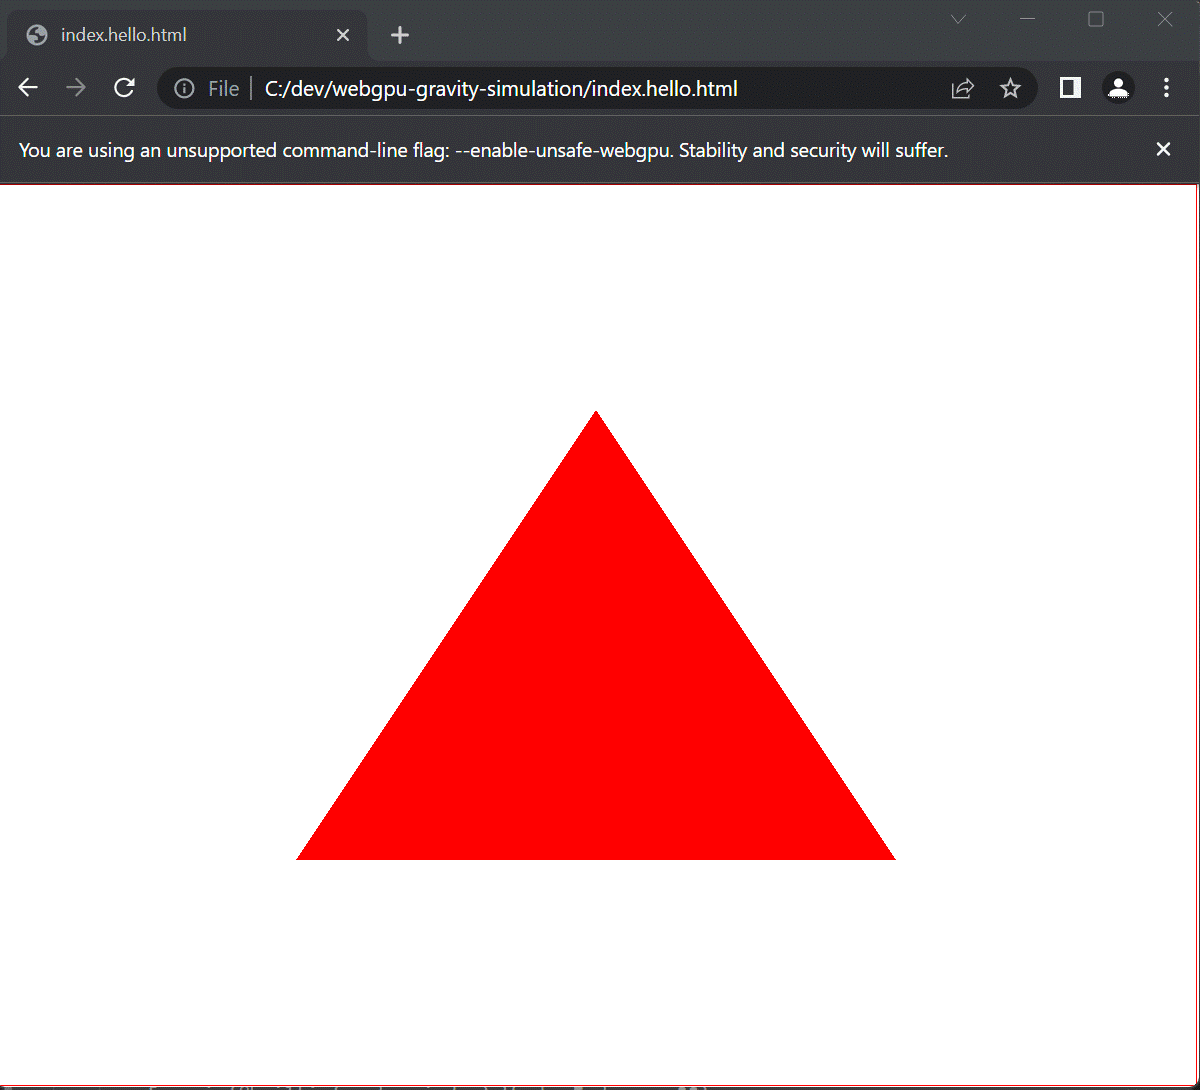 index.hello.html
File C:/dev/webgpu-gravity-simulation/index.hello.html
You are using an unsupported command-line flag: --enable-unsafe-webgpu. Stability and security will suffer.